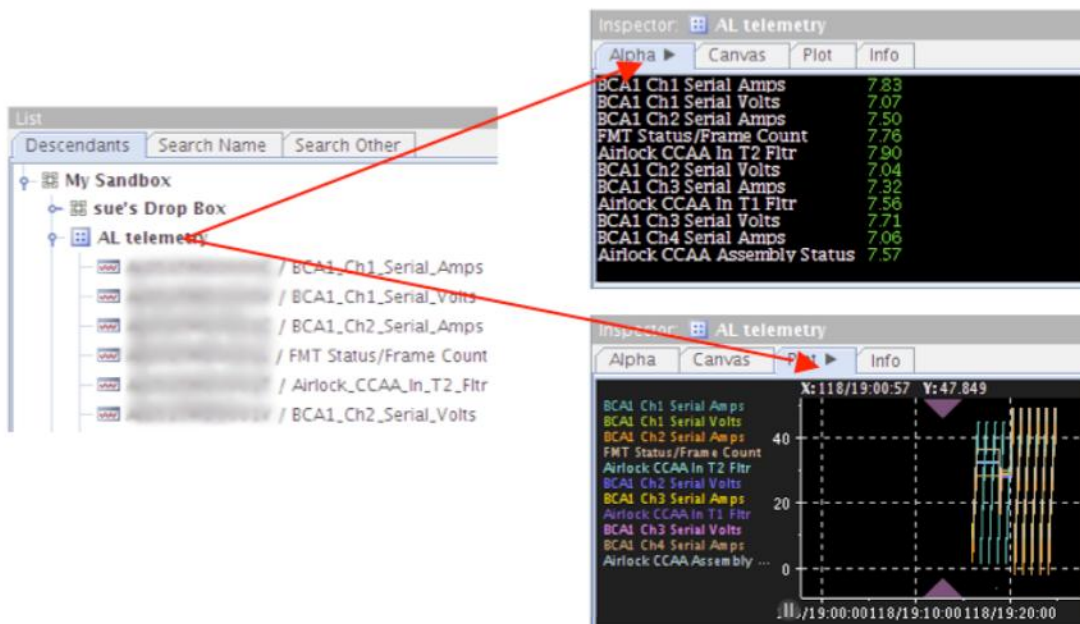 List
Descendants Search Name Search Other
My Sandbox
sue's Drop Box
AL telemetry
/ BCA1_Ch1_Serial_Amps
/ BCA1_Ch1_Serial_Volts
/ BCA1_Ch2_Serial_Amps
/ FMT Status/Frame Count
/ Airlock_CCAA_In_T2_Fltr
/ BCA1_Ch2_Serial_Volts
Inspector: AL telemetry
Alpha Canvas Plot Info
BCA1 Ch1 Serial Amps 7.83
BCA1 Ch1 Serial Volts 7.07
BCA1 Ch2 Serial Amps 7.50
FMT Status/Frame Count 7.76
Airlock CCAA In T2 Fltr 7.90
BCA1 Ch2 Serial Volts 7.04
BCA1 Ch3 Serial Amps 7.32
Airlock CCAA In T1 Fltr 7.56
BCA1 Ch3 Serial Volts 7.71
BCA1 Ch4 Serial Amps 7.06
Airlock CCAA Assembly Status 7.57
Inspector: AL telemetry
Alpha Canvas Plot Info
X:118/19:00:57 Y:47.849
BCA1 Ch1 Serial Amps
BCA1 Ch1 Serial Volts
BCA1 Ch2 Serial Amps
FMT Status/Frame Count
Airlock CCAA In T2 Fltr
BCA1 Ch2 Serial Volts
BCA1 Ch3 Serial Amps
Airlock CCAA In T1 Fltr
BCA1 Ch3 Serial Volts
BCA1 Ch4 Serial Amps
Airlock CCAA Assembly ...
40
20
0
/19:00:00 118/19:10:00 118/19:20:00